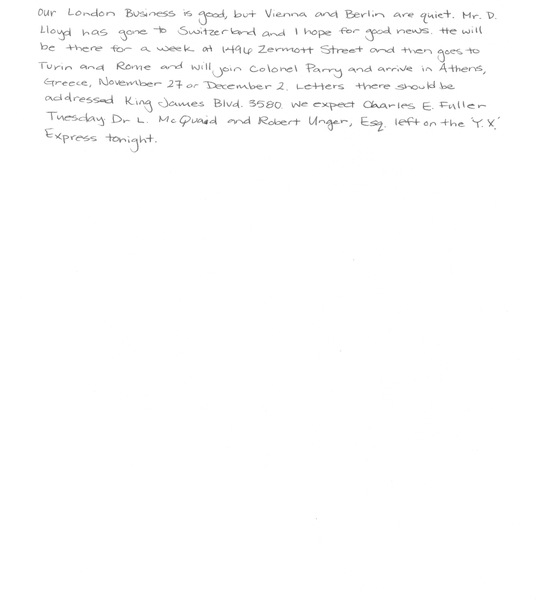 Our London Business is good, but Vienna and Berlin are quiet. Mr. D.
Lloyd has gone to Switzerland and I hope for good news. He will
be there for a week at 1496 Zermott Street and then goes to
Turin and Rome and will join Colonel Parry and arrive in Athens,
Greece, November 27 or December 2. Letters there should be
addressed King James Blvd. 3580. We expect Charles E. Fuller
Tuesday. Dr L. McQuaid and Robert Unger, Esq. left on the "Y.X."
Express tonight.